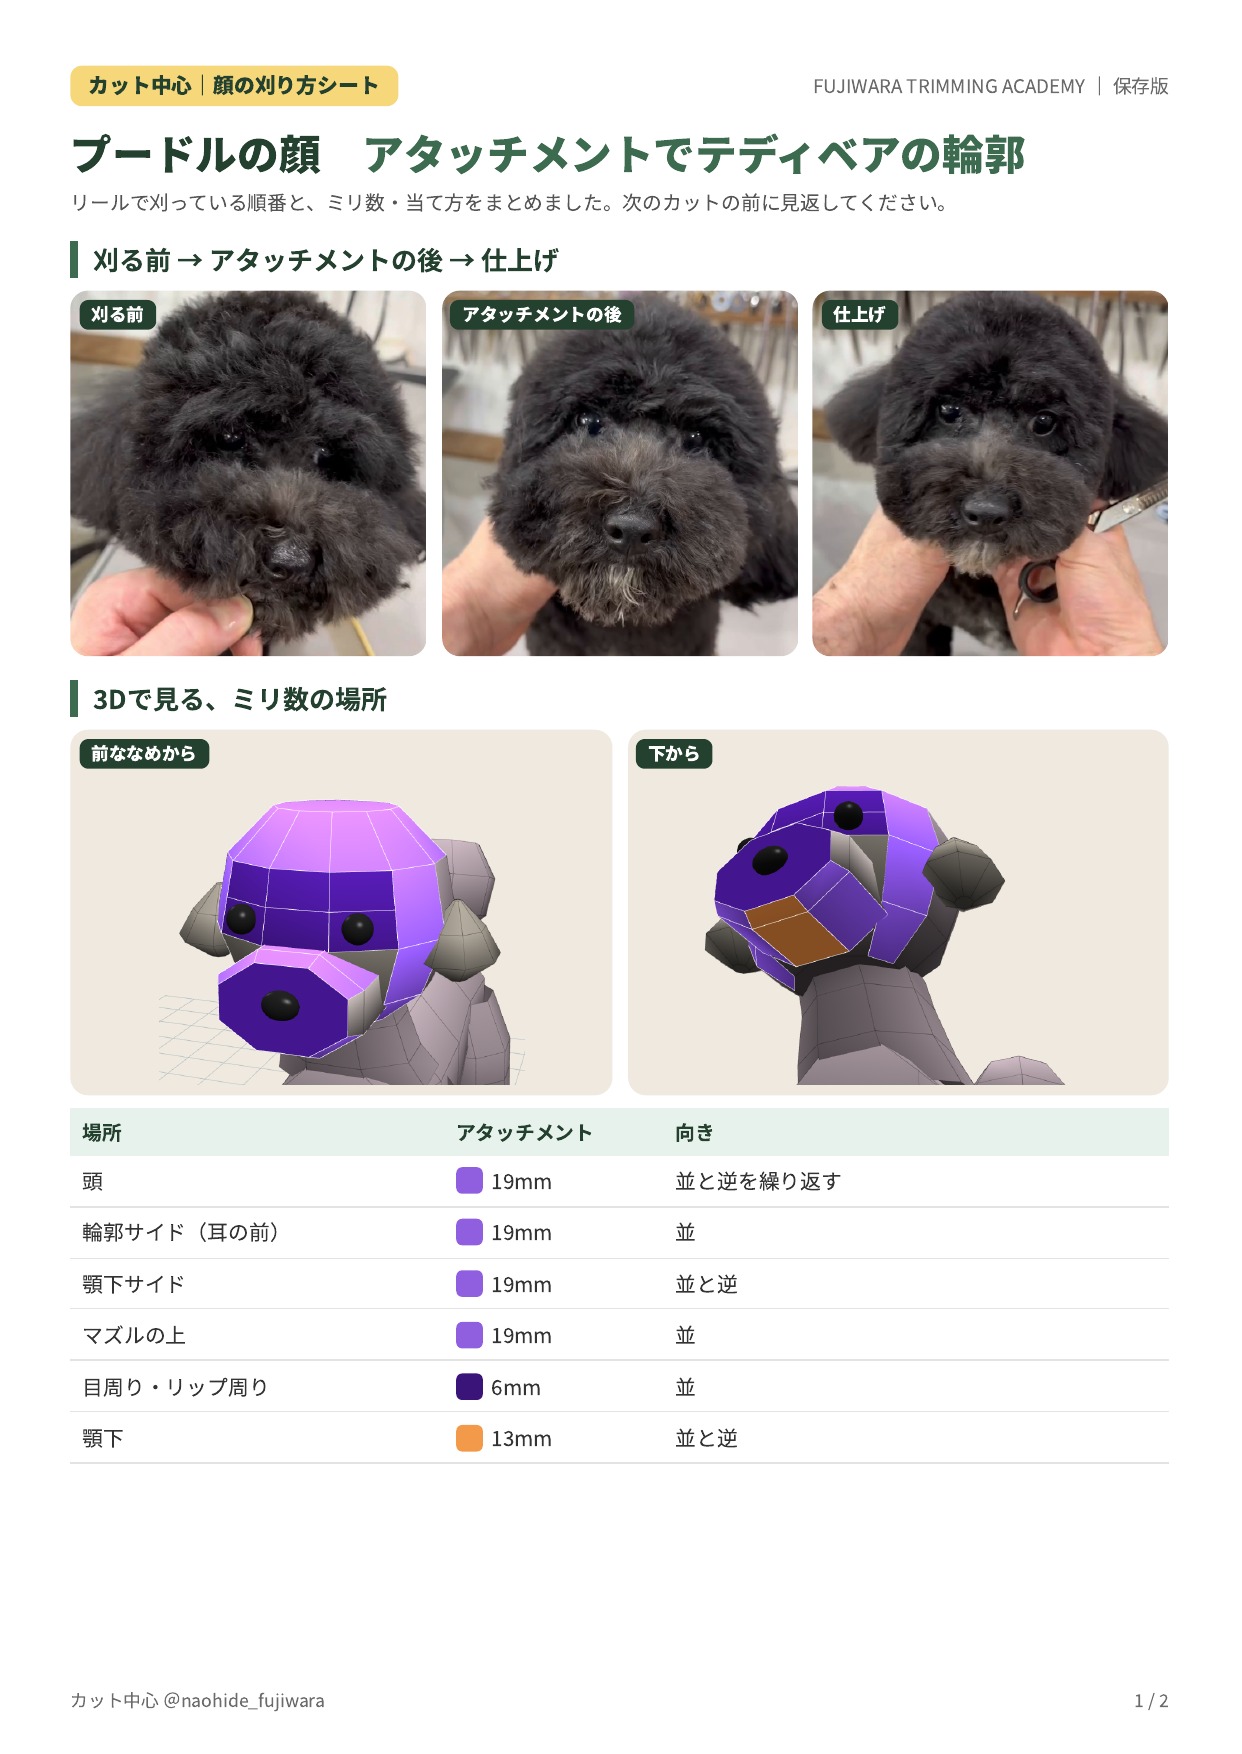 カット中心｜顔の刈り方シート
FUJIWARA TRIMMING ACADEMY ｜ 保存版
プードルの顔　アタッチメントでテディベアの輪郭
リールで刈っている順番と、ミリ数・当て方をまとめました。次のカットの前に見返してください。
刈る前 → アタッチメントの後 → 仕上げ
刈る前
アタッチメントの後
仕上げ
3Dで見る、ミリ数の場所
前ななめから
下から
場所 アタッチメント 向き
頭 19mm 並と逆を繰り返す
輪郭サイド（耳の前） 19mm 並
顎下サイド 19mm 並と逆
マズルの上 19mm 並
目周り・リップ周り 6mm 並
顎下 13mm 並と逆
カット中心 @naohide_fujiwara
1 / 2